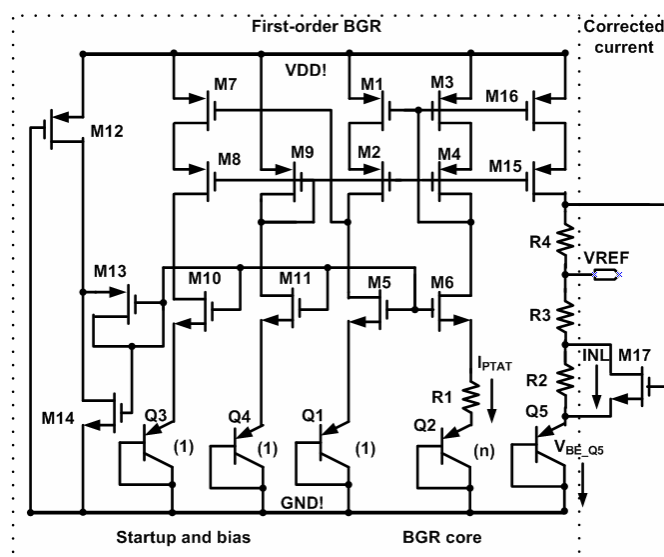 First-order BGR
Corrected
current
VDD!
M7
M1
M3
M16
M12
M8
M9
M2
M4
M15
R4
VREF
M13
M10
M11
M5
M6
R3
IPTAT
INL
M17
R1
R2
M14
Q3
Q4
Q1
Q2
Q5
(1)
(1)
(1)
(n)
VBE_Q5
GND!
Startup and bias
BGR core